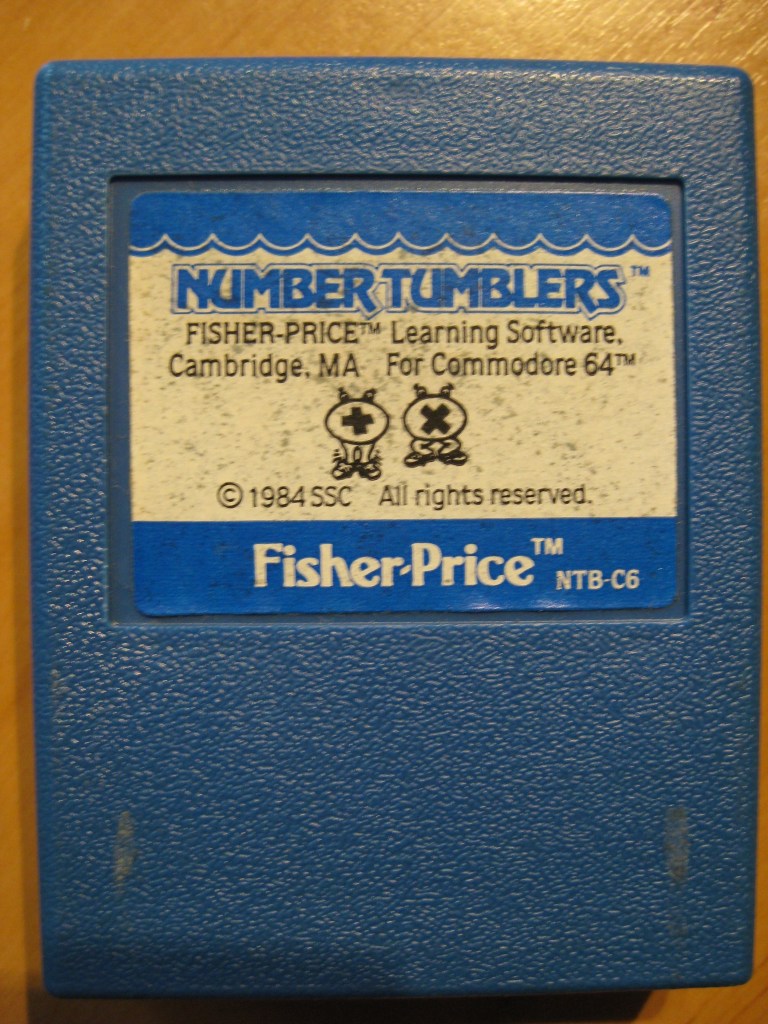 NUMBER TUMBLERS™
FISHER-PRICE™ Learning Software,
Cambridge, MA For Commodore 64™
© 1984 SSC All rights reserved.
Fisher-Price™ NTB-C6